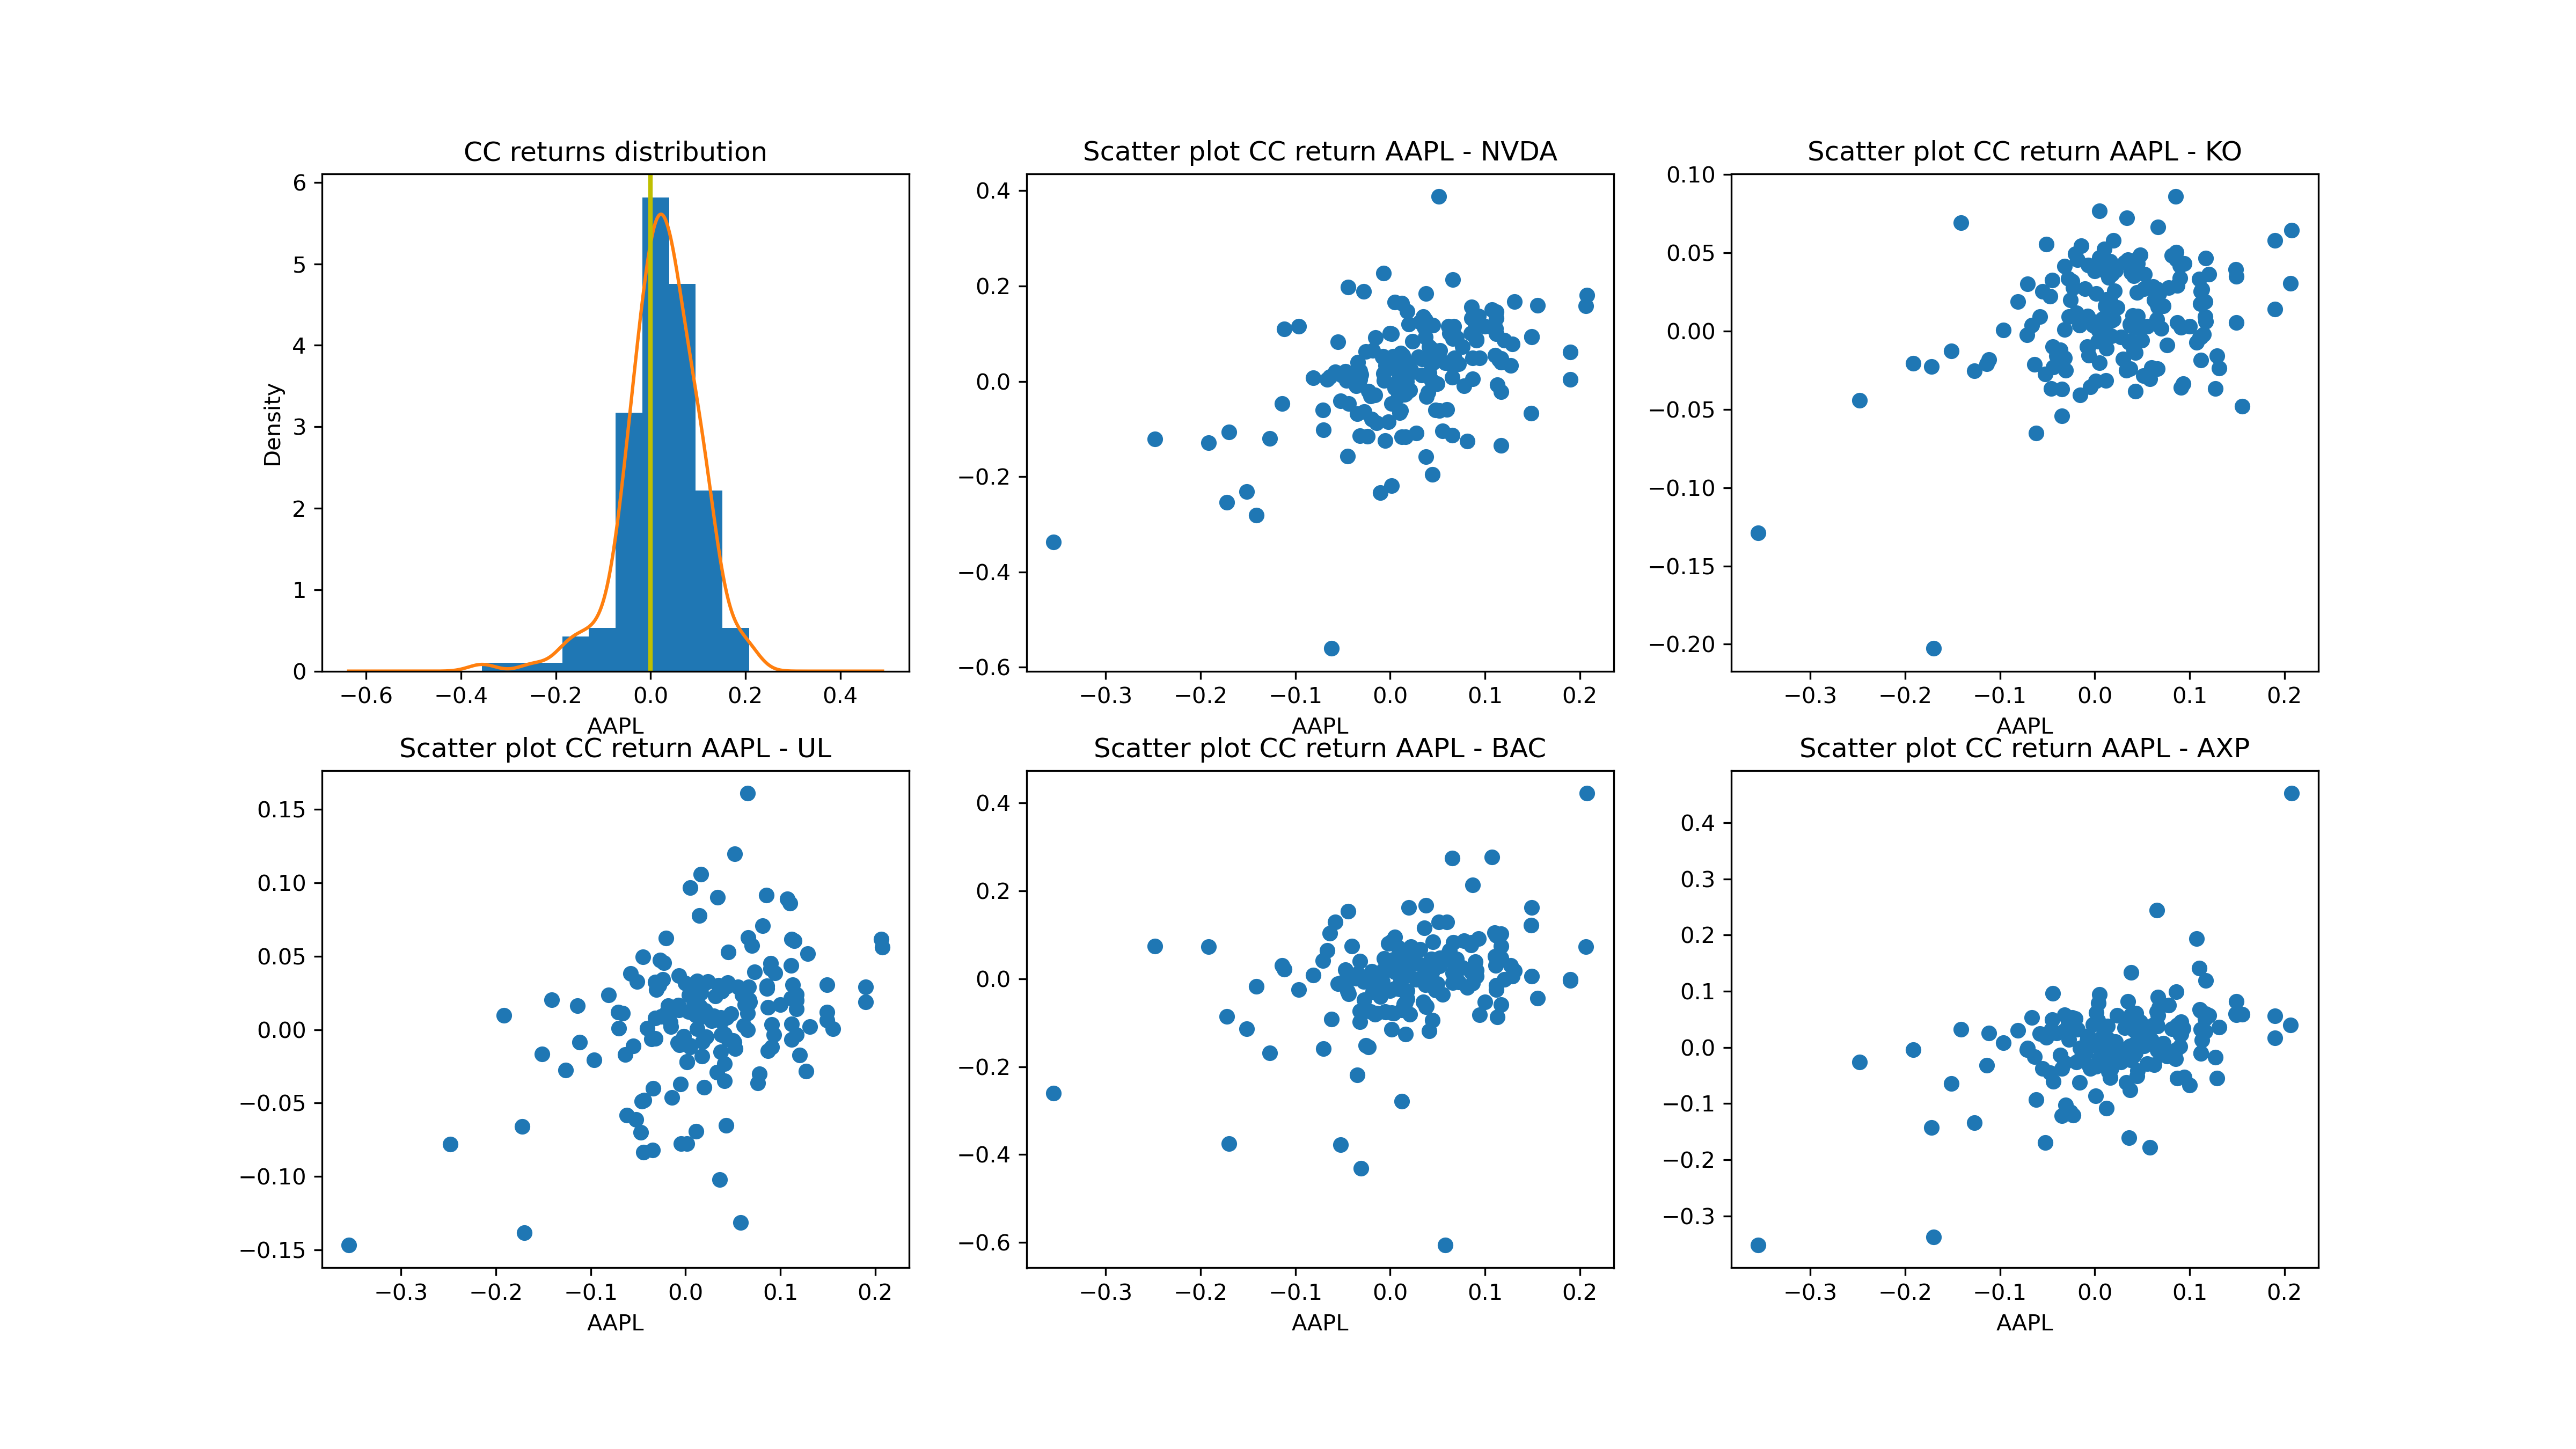 CC returns distribution
6
5
4
3
2
1
0
Density
−0.6 −0.4 −0.2 0.0 0.2 0.4
AAPL
Scatter plot CC return AAPL - NVDA
0.4
0.2
0.0
−0.2
−0.4
−0.6
−0.3 −0.2 −0.1 0.0 0.1 0.2
AAPL
Scatter plot CC return AAPL - KO
0.10
0.05
0.00
−0.05
−0.10
−0.15
−0.20
−0.3 −0.2 −0.1 0.0 0.1 0.2
AAPL
Scatter plot CC return AAPL - UL
0.15
0.10
0.05
0.00
−0.05
−0.10
−0.15
−0.3 −0.2 −0.1 0.0 0.1 0.2
AAPL
Scatter plot CC return AAPL - BAC
0.4
0.2
0.0
−0.2
−0.4
−0.6
−0.3 −0.2 −0.1 0.0 0.1 0.2
AAPL
Scatter plot CC return AAPL - AXP
0.4
0.3
0.2
0.1
0.0
−0.1
−0.2
−0.3
−0.3 −0.2 −0.1 0.0 0.1 0.2
AAPL